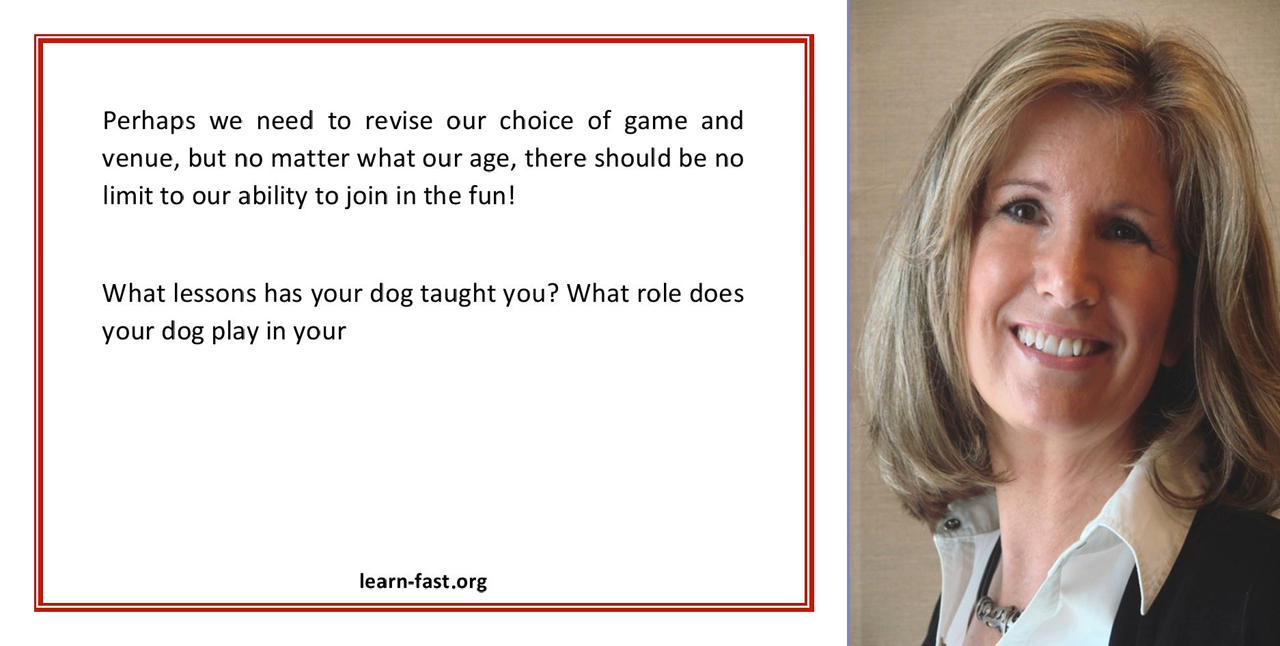 Perhaps we need to revise our choice of game and
venue, but no matter what our age, there should be no
limit to our ability to join in the fun!
What lessons has your dog taught you? What role does
your dog play in your
learn-fast.org